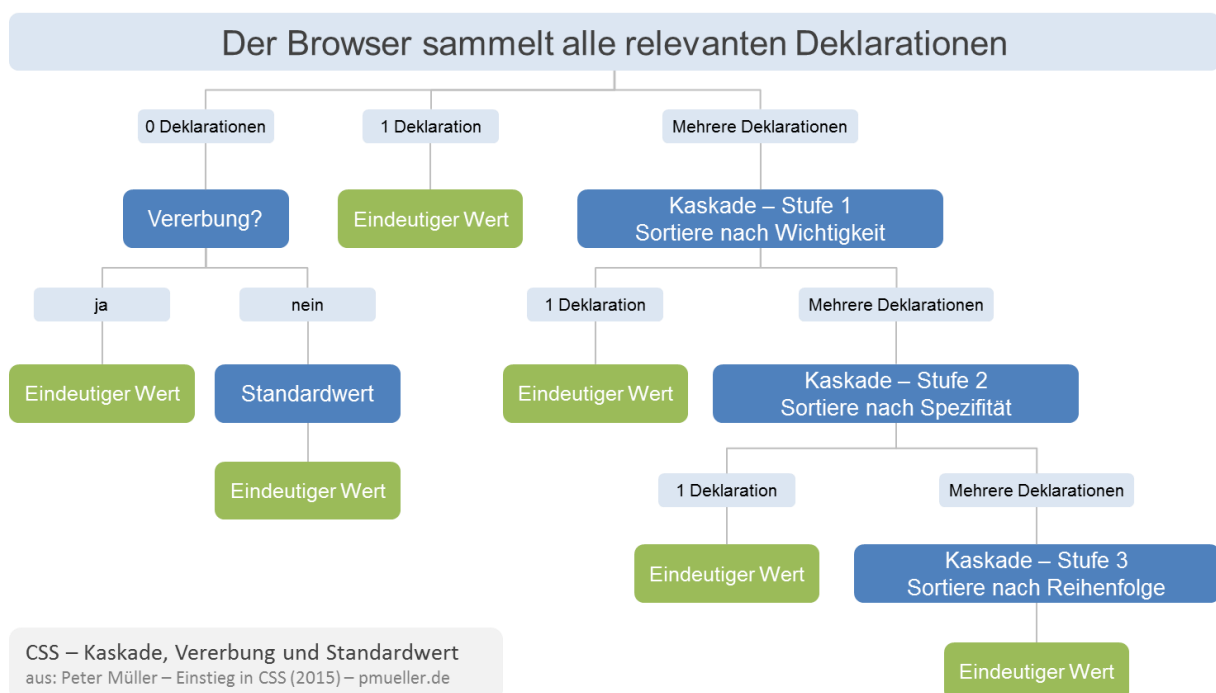 Der Browser sammelt alle relevanten Deklarationen
0 Deklarationen
1 Deklaration
Mehrere Deklarationen
Vererbung?
Eindeutiger Wert
Kaskade – Stufe 1
Sortiere nach Wichtigkeit
ja
nein
1 Deklaration
Mehrere Deklarationen
Eindeutiger Wert
Standardwert
Eindeutiger Wert
Kaskade – Stufe 2
Sortiere nach Spezifität
Eindeutiger Wert
1 Deklaration
Mehrere Deklarationen
Eindeutiger Wert
Kaskade – Stufe 3
Sortiere nach Reihenfolge
Eindeutiger Wert
CSS – Kaskade, Vererbung und Standardwert
aus: Peter Müller – Einstieg in CSS (2015) – pmueller.de